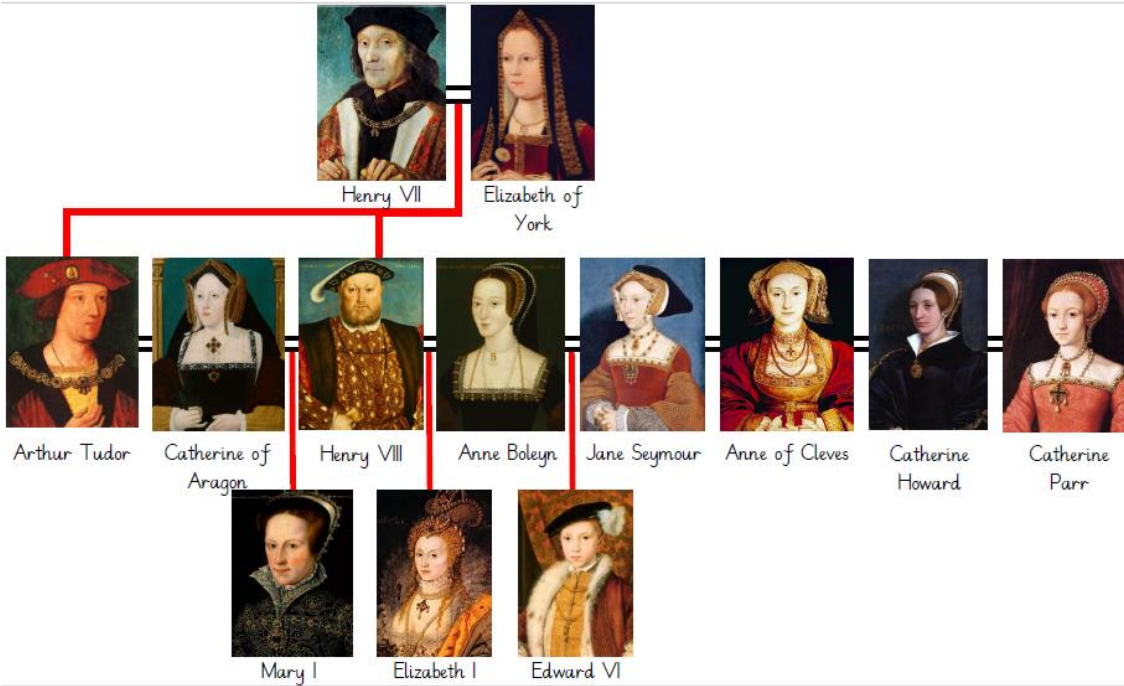 Henry VII
Elizabeth of
York
Arthur Tudor
Catherine of
Aragon
Henry VIII
Anne Boleyn
Jane Seymour
Anne of Cleves
Catherine
Howard
Catherine
Parr
Mary I
Elizabeth I
Edward VI